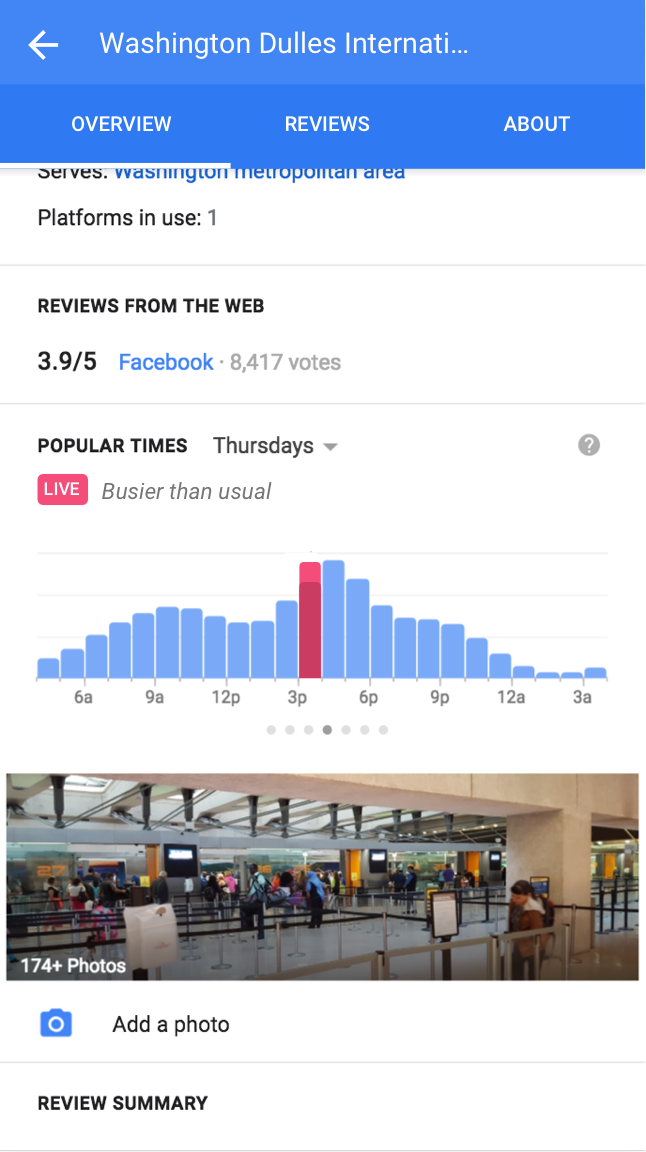 Washington Dulles Internati...
OVERVIEW REVIEWS ABOUT
Serves: Washington metropolitan area
Platforms in use: 1
REVIEWS FROM THE WEB
3.9/5 Facebook · 8,417 votes
POPULAR TIMES Thursdays
LIVE Busier than usual
6a 9a 12p 3p 6p 9p 12a 3a
27
174+ Photos
Add a photo
REVIEW SUMMARY